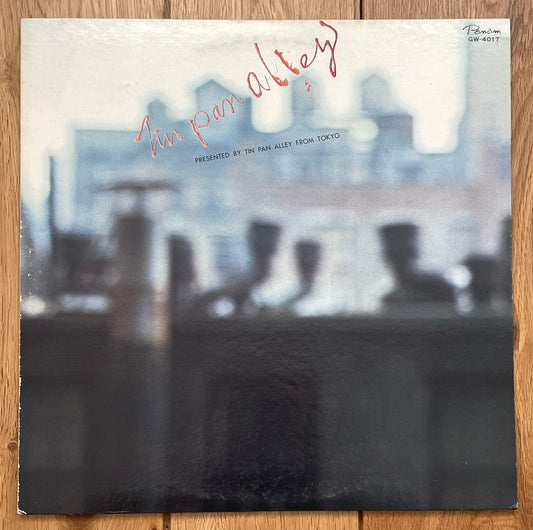 Panam
GW-4017
Tin pan alley
PRESENTED BY TIN PAN ALLEY FROM TOKYO